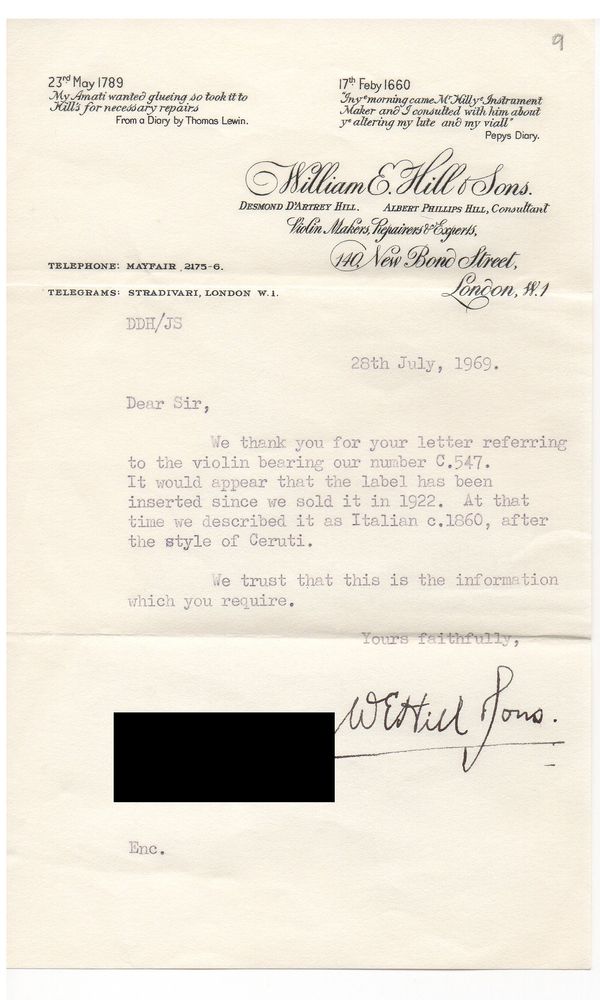 9
23rd May 1789
My Amati wanted glueing so took it to
Hill's for necessary repairs
From a Diary by Thomas Lewin.
17th Feby 1660
"In ye morning came Mr Hill ye Instrument
Maker and I consulted with him about
ye altering my lute and my viall"
Pepys Diary.
William E. Hill & Sons.
DESMOND D'ARTREY HILL. ALBERT PHILLIPS HILL, Consultant
Violin Makers, Repairers & Experts,
140, New Bond Street,
London, W.1
TELEPHONE: MAYFAIR 2175-6.
TELEGRAMS: STRADIVARI, LONDON W.1.
DDH/JS
28th July, 1969.
Dear Sir,
We thank you for your letter referring
to the violin bearing our number C.547.
It would appear that the label has been
inserted since we sold it in 1922. At that
time we described it as Italian c.1860, after
the style of Ceruti.
We trust that this is the information
which you require.
Yours faithfully,
W E Hill & Sons.
Enc.